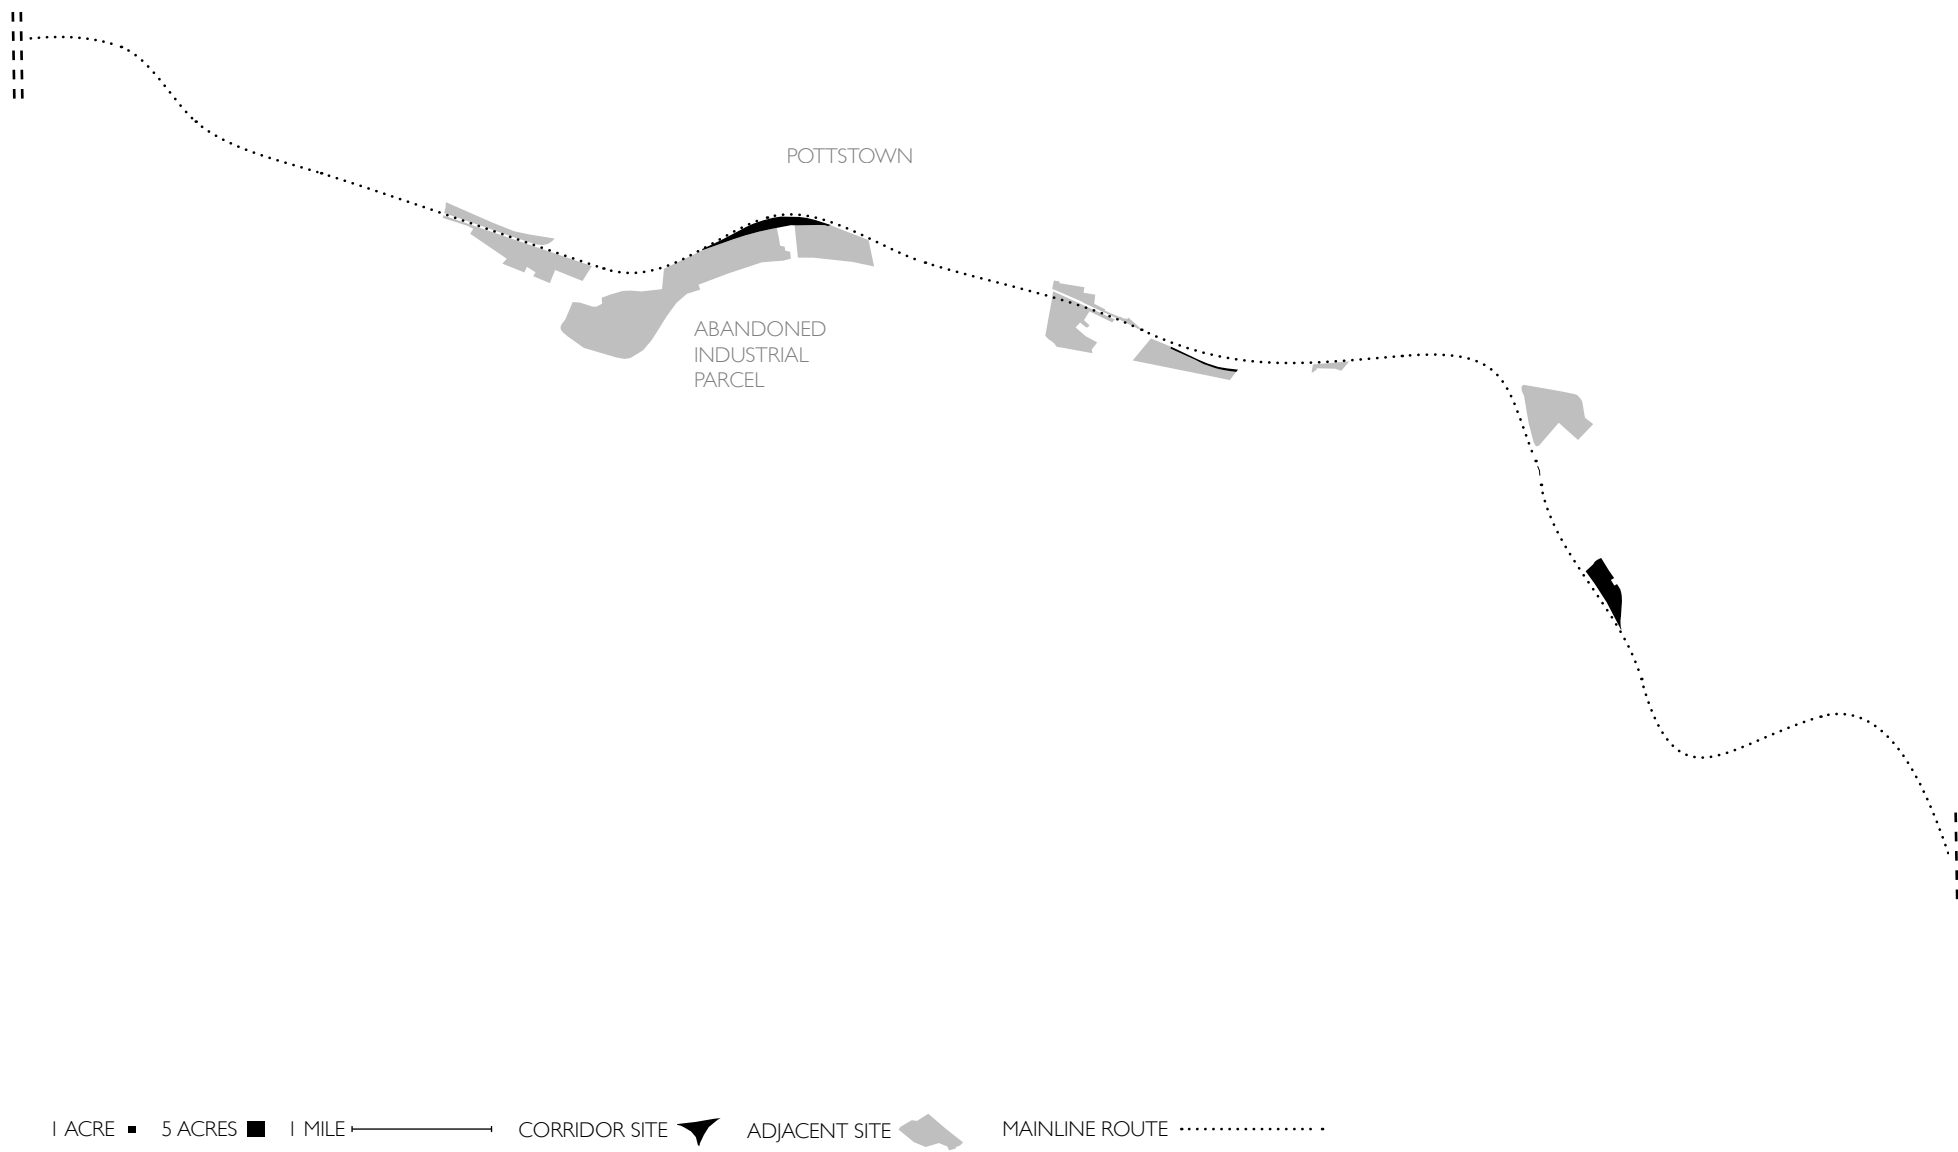 POTTSTOWN
ABANDONED
INDUSTRIAL
PARCEL
1 ACRE 5 ACRES 1 MILE CORRIDOR SITE ADJACENT SITE MAINLINE ROUTE